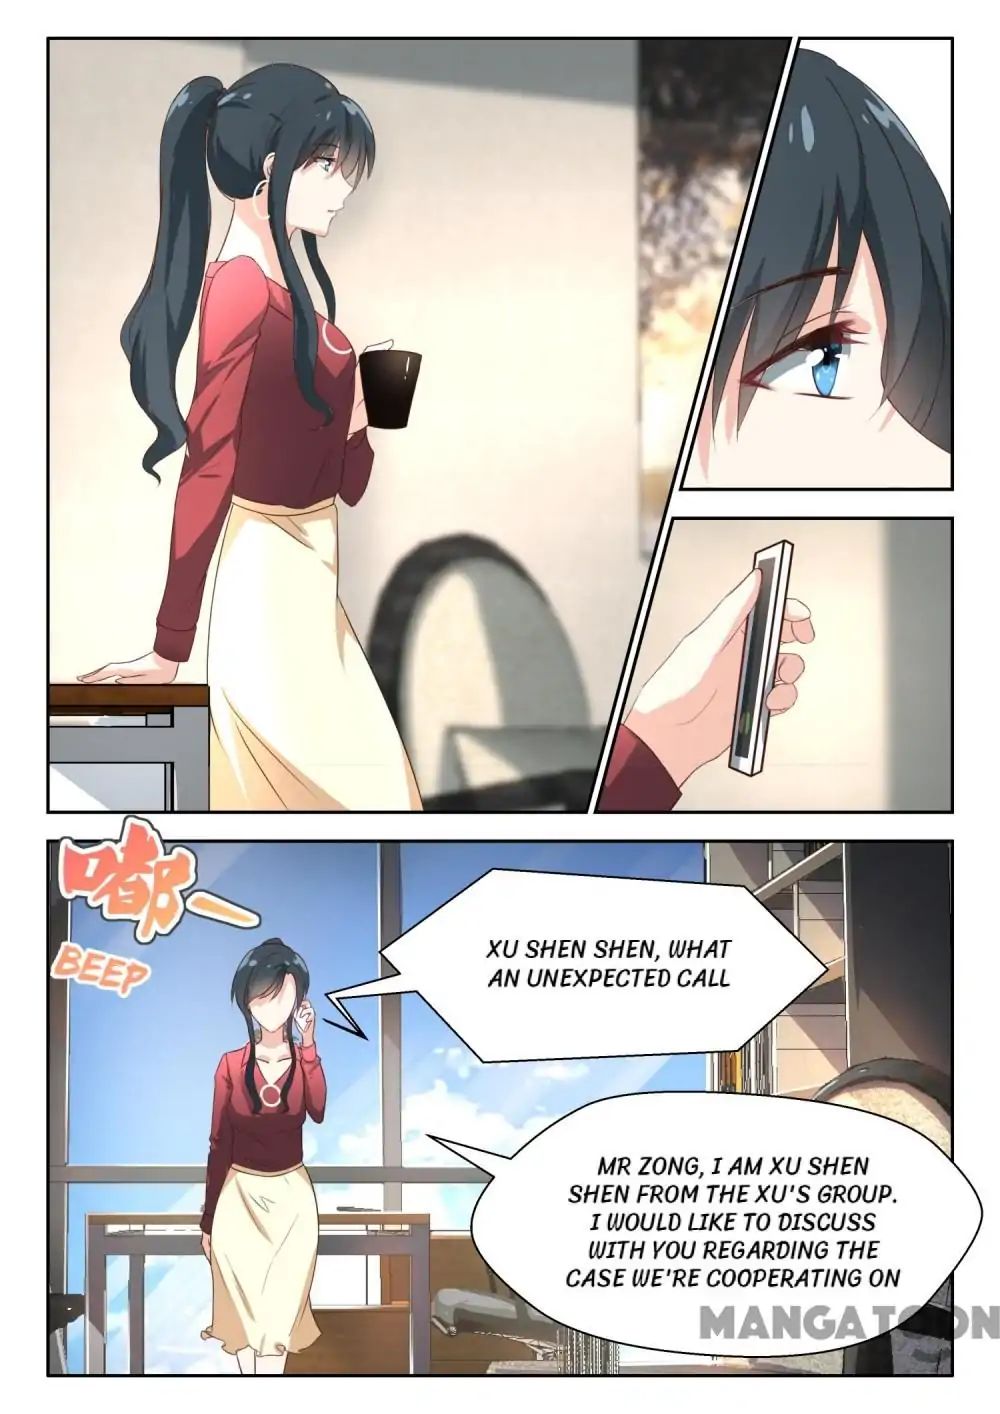 嘟一
BEEP
XU SHEN SHEN, WHAT
AN UNEXPECTED CALL
MR ZONG, I AM XU SHEN
SHEN FROM THE XU'S GROUP.
I WOULD LIKE TO DISCUSS
WITH YOU REGARDING THE
CASE WE'RE COOPERATING ON
MANGATOON